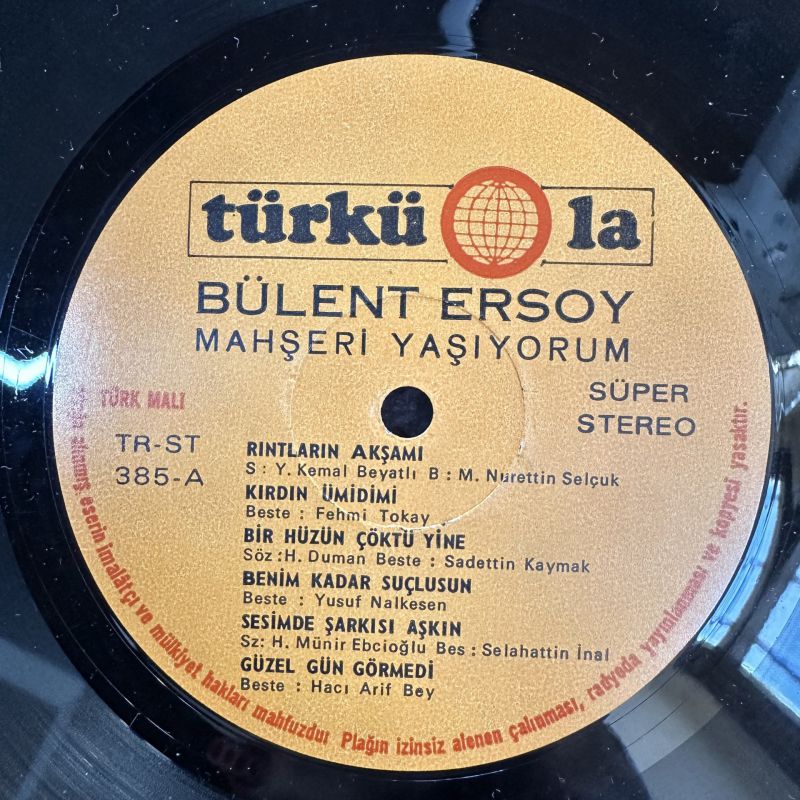 türküola
BÜLENT ERSOY
MAHŞERİ YAŞIYORUM
TÜRK MALI
SÜPER
STEREO
TR-ST
385-A
RINTLARIN AKŞAMI
S : Y. Kemal Beyatlı B : M. Nurettin Selçuk
KIRDIN ÜMİDİMİ
Beste : Fehmi Tokay
BİR HÜZÜN ÇÖKTÜ YİNE
Söz :H. Duman Beste : Sadettin Kaymak
BENİM KADAR SUÇLUSUN
Beste : Yusuf Nalkesen
SESİMDE ŞARKISI AŞKIN
Sz: H. Münir Ebcioğlu Bes : Selahattin İnal
GÜZEL GÜN GÖRMEDİ
Beste : Hacı Arif Bey
alınmış eserin imalâtçı ve mülkiyet hakları mahfuzdur Plağın izinsiz alenen çalınması, radyoda yayınlanması ve kopyesi yasaktır.